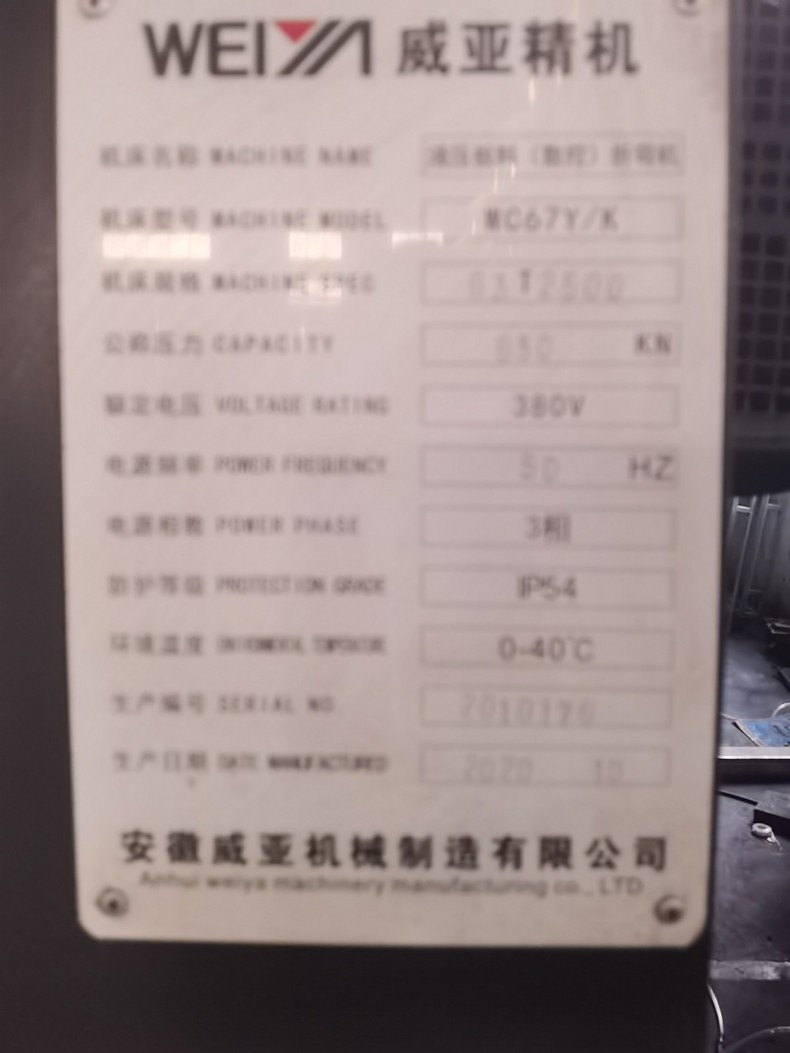 WEIYA 威亚精机
机床名称 MACHINE NAME 液压板料（数控）折弯机
机床型号 MACHINE MODEL WC67Y/K
机床规格 MACHINE SPEC 63T2500
公称压力 CAPACITY KN
额定电压 VOLTAGE RATING 380V
电源频率 POWER FREQUENCY 50 HZ
电源相数 POWER PHASE 3相
防护等级 PROTECTION GRADE IP54
环境温度 0-40℃
生产编号 SERIAL NO.
生产日期 DATE MANUFACTURED 2020 10
安徽威亚机械制造有限公司
Anhui weiya machinery manufacturing co., LTD